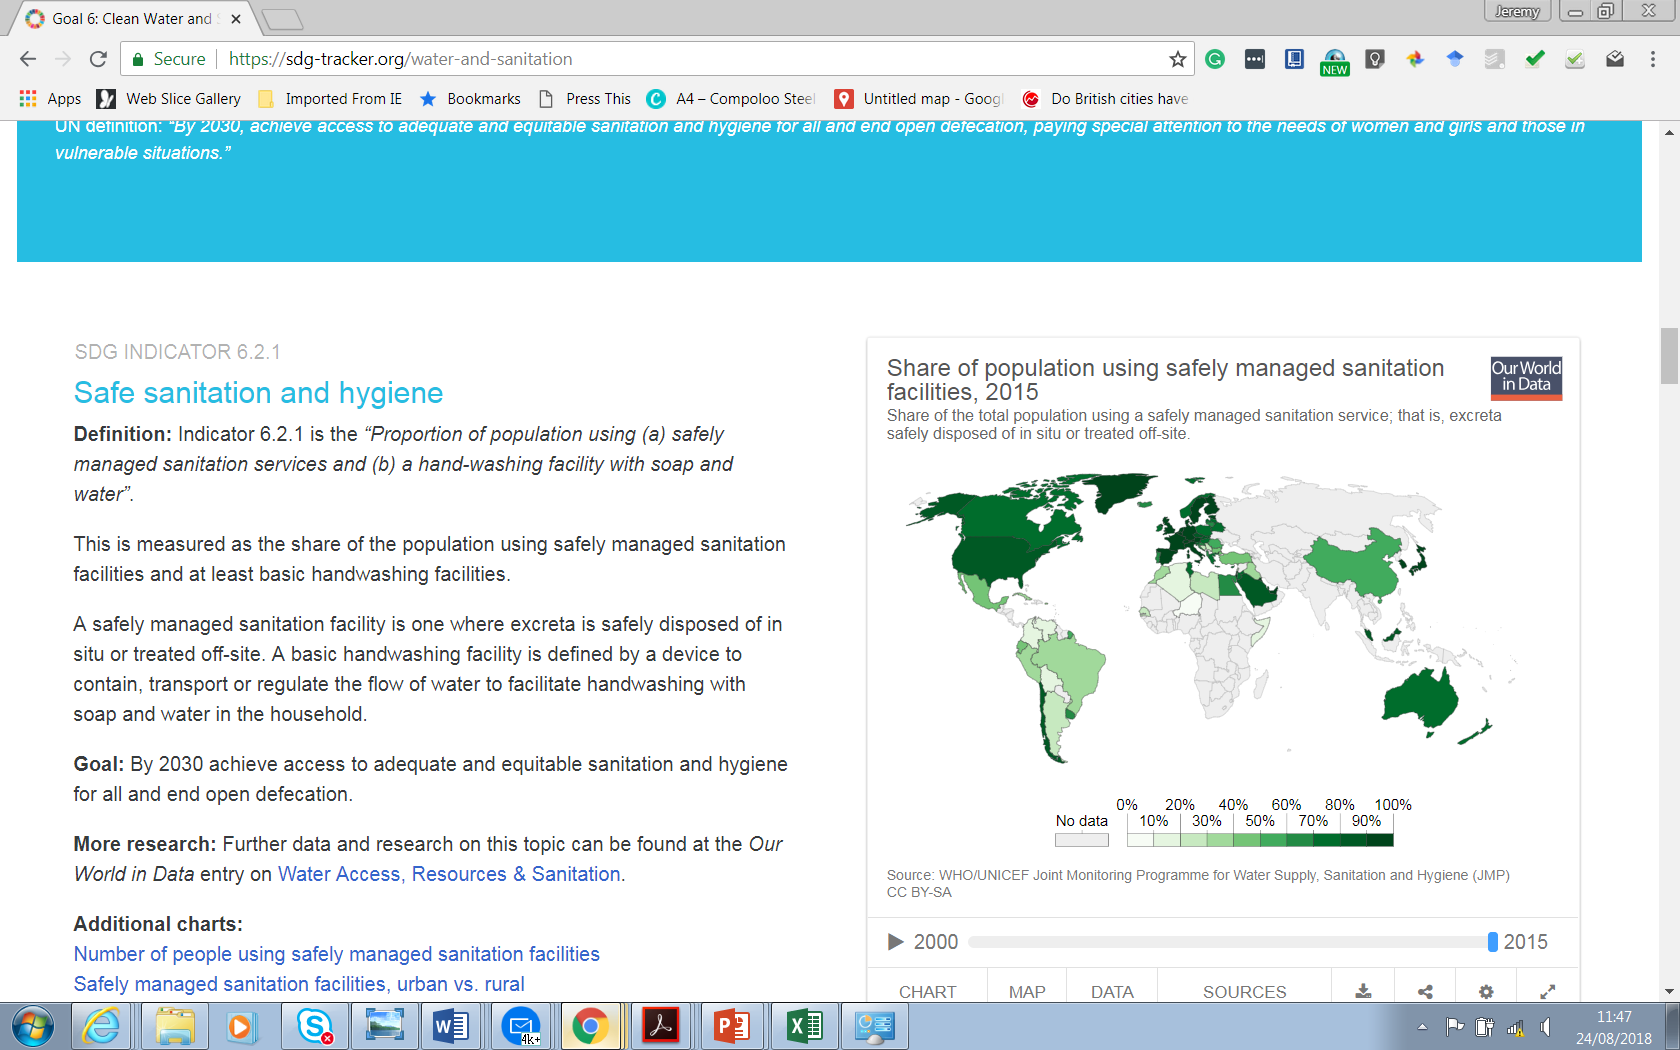 Goal 6: Clean Water and S
Jeremy
Secure
https://sdg-tracker.org/water-and-sanitation
NEW
Apps
Web Slice Gallery
Imported From IE
Bookmarks
Press This
A4 – Compoloo Steel
Untitled map - Goog
Do British cities have
UN definition: “By 2030, achieve access to adequate and equitable sanitation and hygiene for all and end open defecation, paying special attention to the needs of women and girls and those in
vulnerable situations.”
SDG INDICATOR 6.2.1
Safe sanitation and hygiene
Definition: Indicator 6.2.1 is the “Proportion of population using (a) safely
managed sanitation services and (b) a hand-washing facility with soap and
water”.
This is measured as the share of the population using safely managed sanitation
facilities and at least basic handwashing facilities.
A safely managed sanitation facility is one where excreta is safely disposed of in
situ or treated off-site. A basic handwashing facility is defined by a device to
contain, transport or regulate the flow of water to facilitate handwashing with
soap and water in the household.
Goal: By 2030 achieve access to adequate and equitable sanitation and hygiene
for all and end open defecation.
More research: Further data and research on this topic can be found at the Our
World in Data entry on Water Access, Resources & Sanitation.
Additional charts:
Number of people using safely managed sanitation facilities
Safely managed sanitation facilities, urban vs. rural
Share of population using safely managed sanitation
facilities, 2015
Our World
in Data
Share of the total population using a safely managed sanitation service; that is, excreta
safely disposed of in situ or treated off-site.
0% 20% 40% 60% 80% 100%
No data 10% 30% 50% 70% 90%
Source: WHO/UNICEF Joint Monitoring Programme for Water Supply, Sanitation and Hygiene (JMP)
CC BY-SA
2000 2015
CHART MAP DATA SOURCES
4k+
11:47
24/08/2018